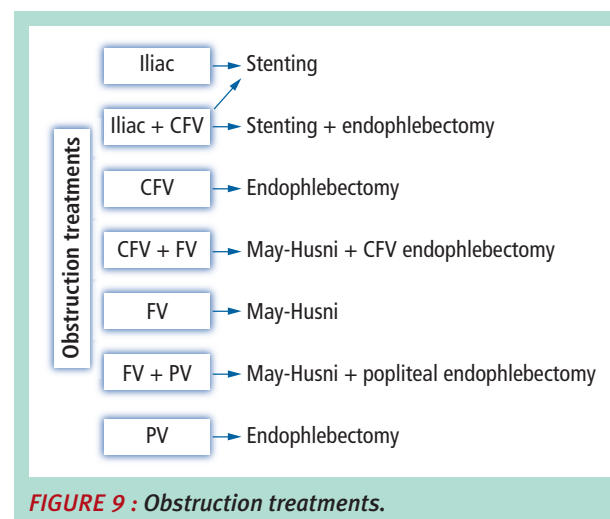 Obstruction treatments
Iliac Stenting
Iliac + CFV Stenting + endophlebectomy
CFV Endophlebectomy
CFV + FV May-Husni + CFV endophlebectomy
FV May-Husni
FV + PV May-Husni + popliteal endophlebectomy
PV Endophlebectomy
FIGURE 9 : Obstruction treatments.